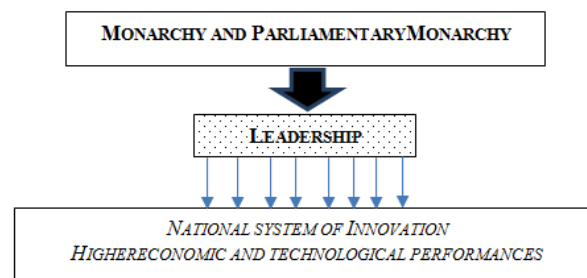 MONARCHY AND PARLIAMENTARYMONARCHY
LEADERSHIP
NATIONAL SYSTEM OF INNOVATION
HIGHERECONOMIC AND TECHNOLOGICAL PERFORMANCES